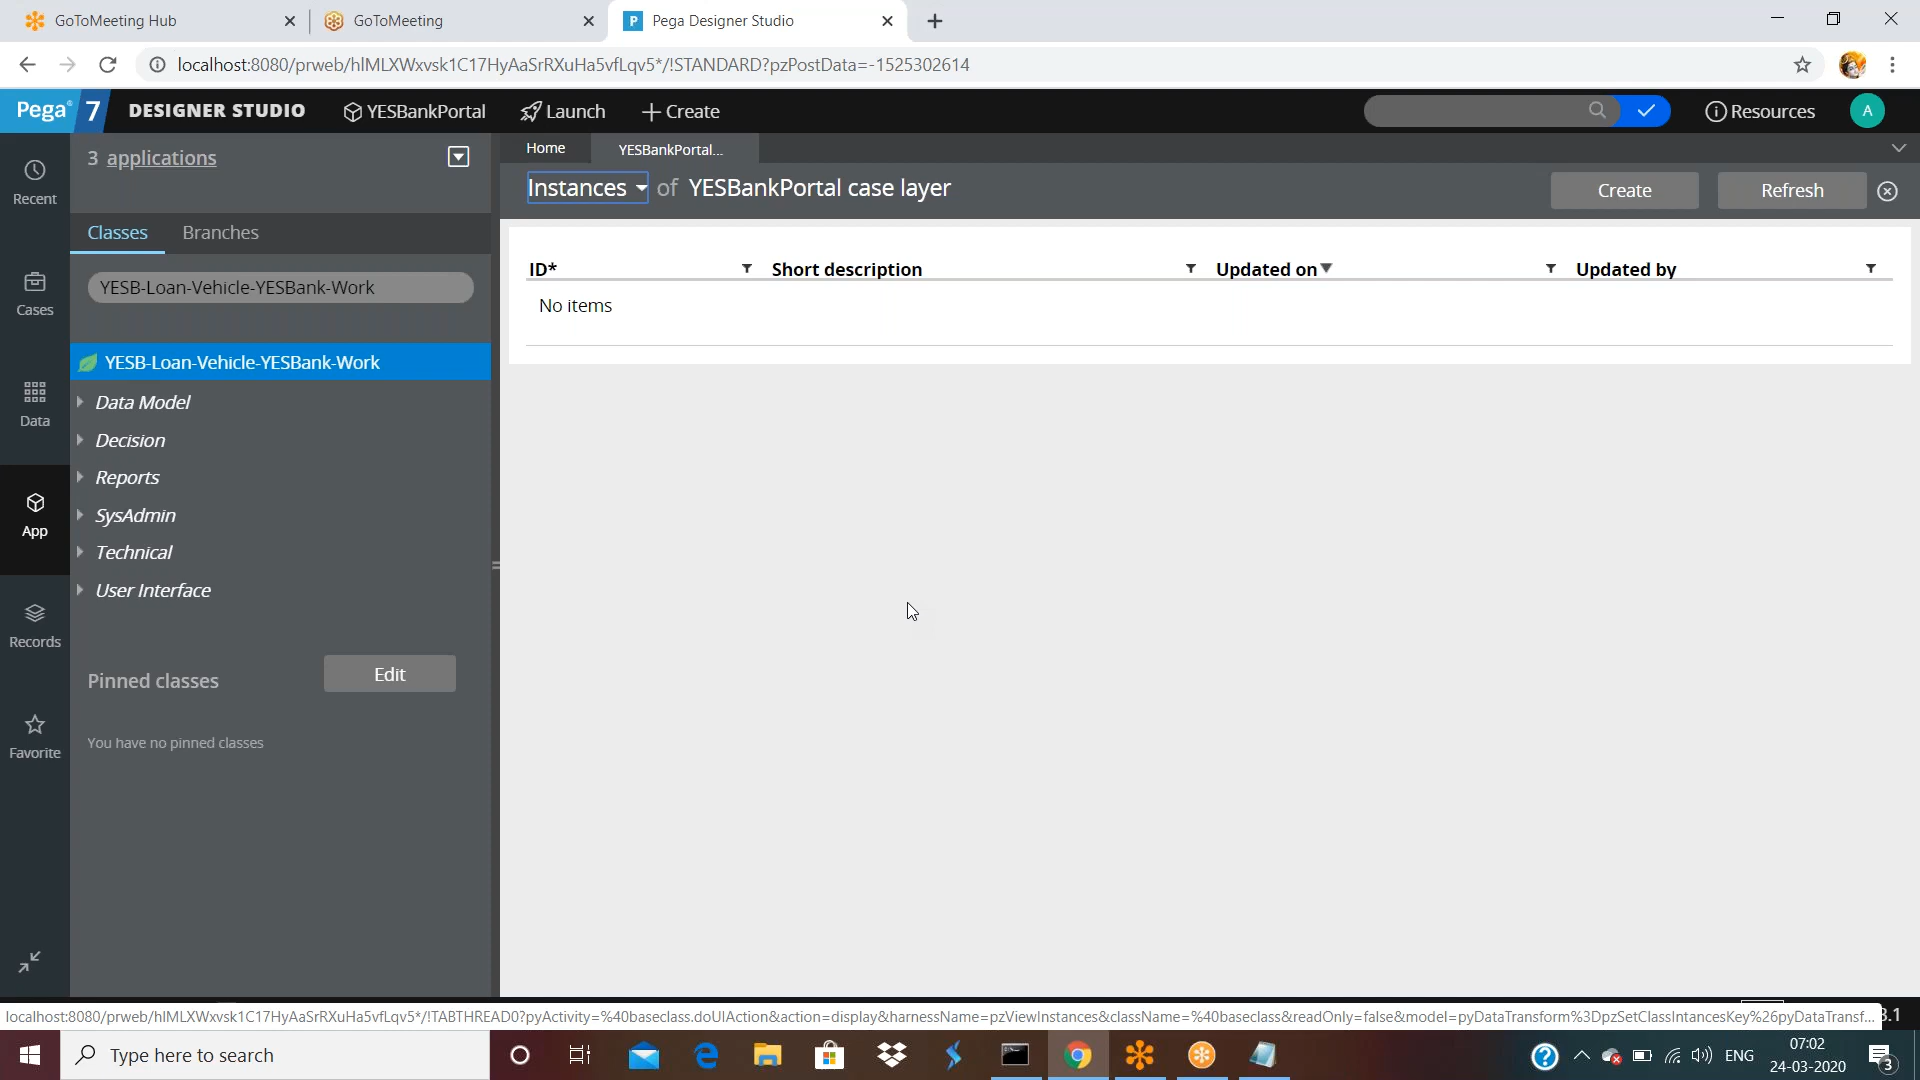 GoToMeeting Hub
GoToMeeting
Pega Designer Studio
localhost:8080/prweb/hIMLXWxvsk1C17HyAaSrRXuHa5vfLqv5*/!STANDARD?pzPostData=-1525302614
Pega 7 DESIGNER STUDIO YESBankPortal Launch Create Resources A
3 applications
Home YESBankPortal...
Recent
Instances of YESBankPortal case layer
Create Refresh
Classes Branches
YESB-Loan-Vehicle-YESBank-Work
ID* Short description Updated on Updated by
No items
Cases
YESB-Loan-Vehicle-YESBank-Work
Data Model
Data
Decision
Reports
SysAdmin
App
Technical
User Interface
Records
Pinned classes Edit
Favorite
You have no pinned classes
localhost:8080/prweb/hIMLXWxvsk1C17HyAaSrRXuHa5vfLqv5*/!TABTHREAD0?pyActivity=%40baseclass.doUIAction&action=display&harnessName=pzViewInstances&className=%40baseclass&readOnly=false&model=pyDataTransform%3DpzSetClassIntancesKey%26pyDataTransf... 3.1
Type here to search
ENG
07:02
24-03-2020
3